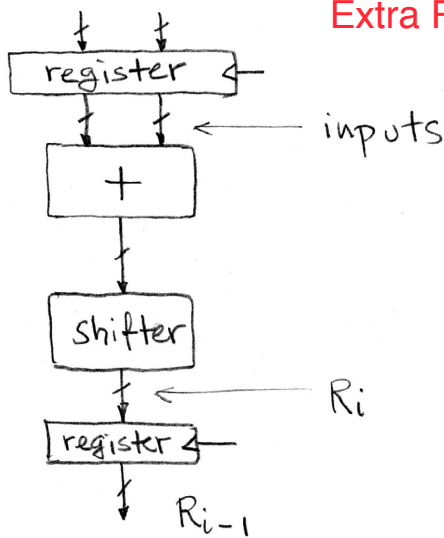 Extra
register
inputs
+
shifter
Ri
register
Ri-1